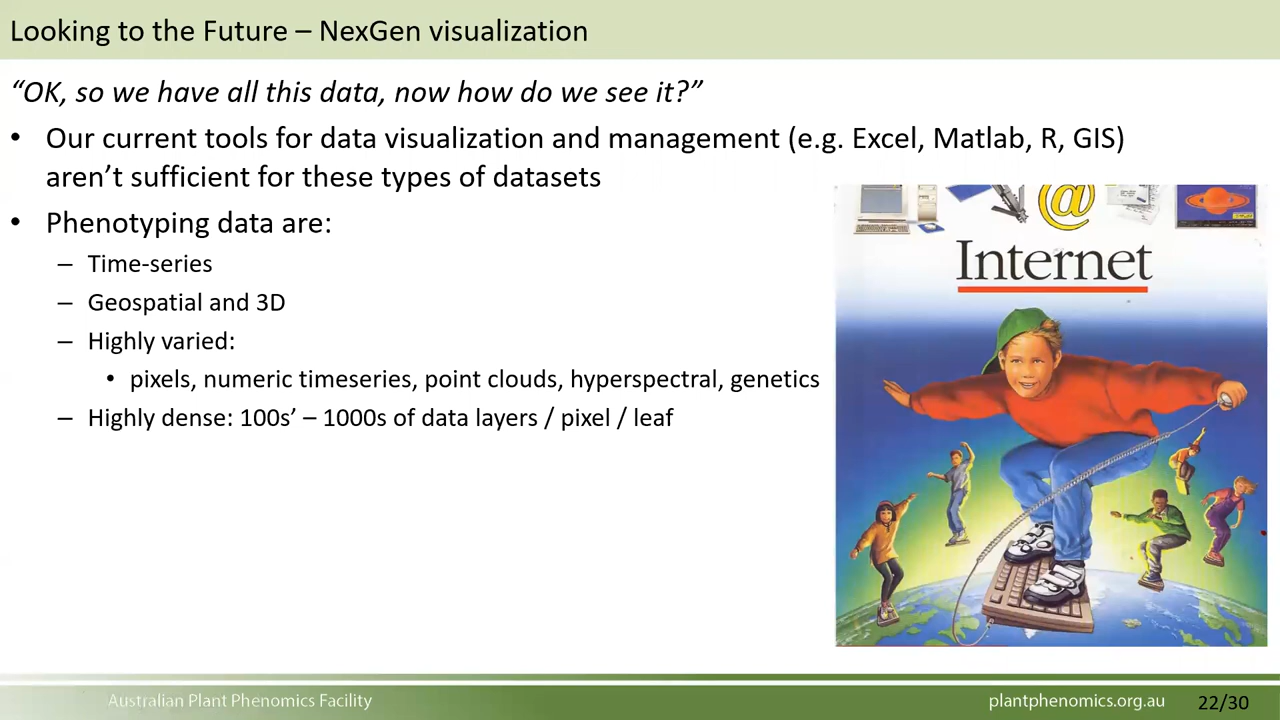 Looking to the Future – NexGen visualization
“OK, so we have all this data, now how do we see it?”
• Our current tools for data visualization and management (e.g. Excel, Matlab, R, GIS)
aren’t sufficient for these types of datasets
• Phenotyping data are:
– Time-series
– Geospatial and 3D
– Highly varied:
• pixels, numeric timeseries, point clouds, hyperspectral, genetics
– Highly dense: 100s’ – 1000s of data layers / pixel / leaf
@
Internet
Australian Plant Phenomics Facility
plantphenomics.org.au
22/30